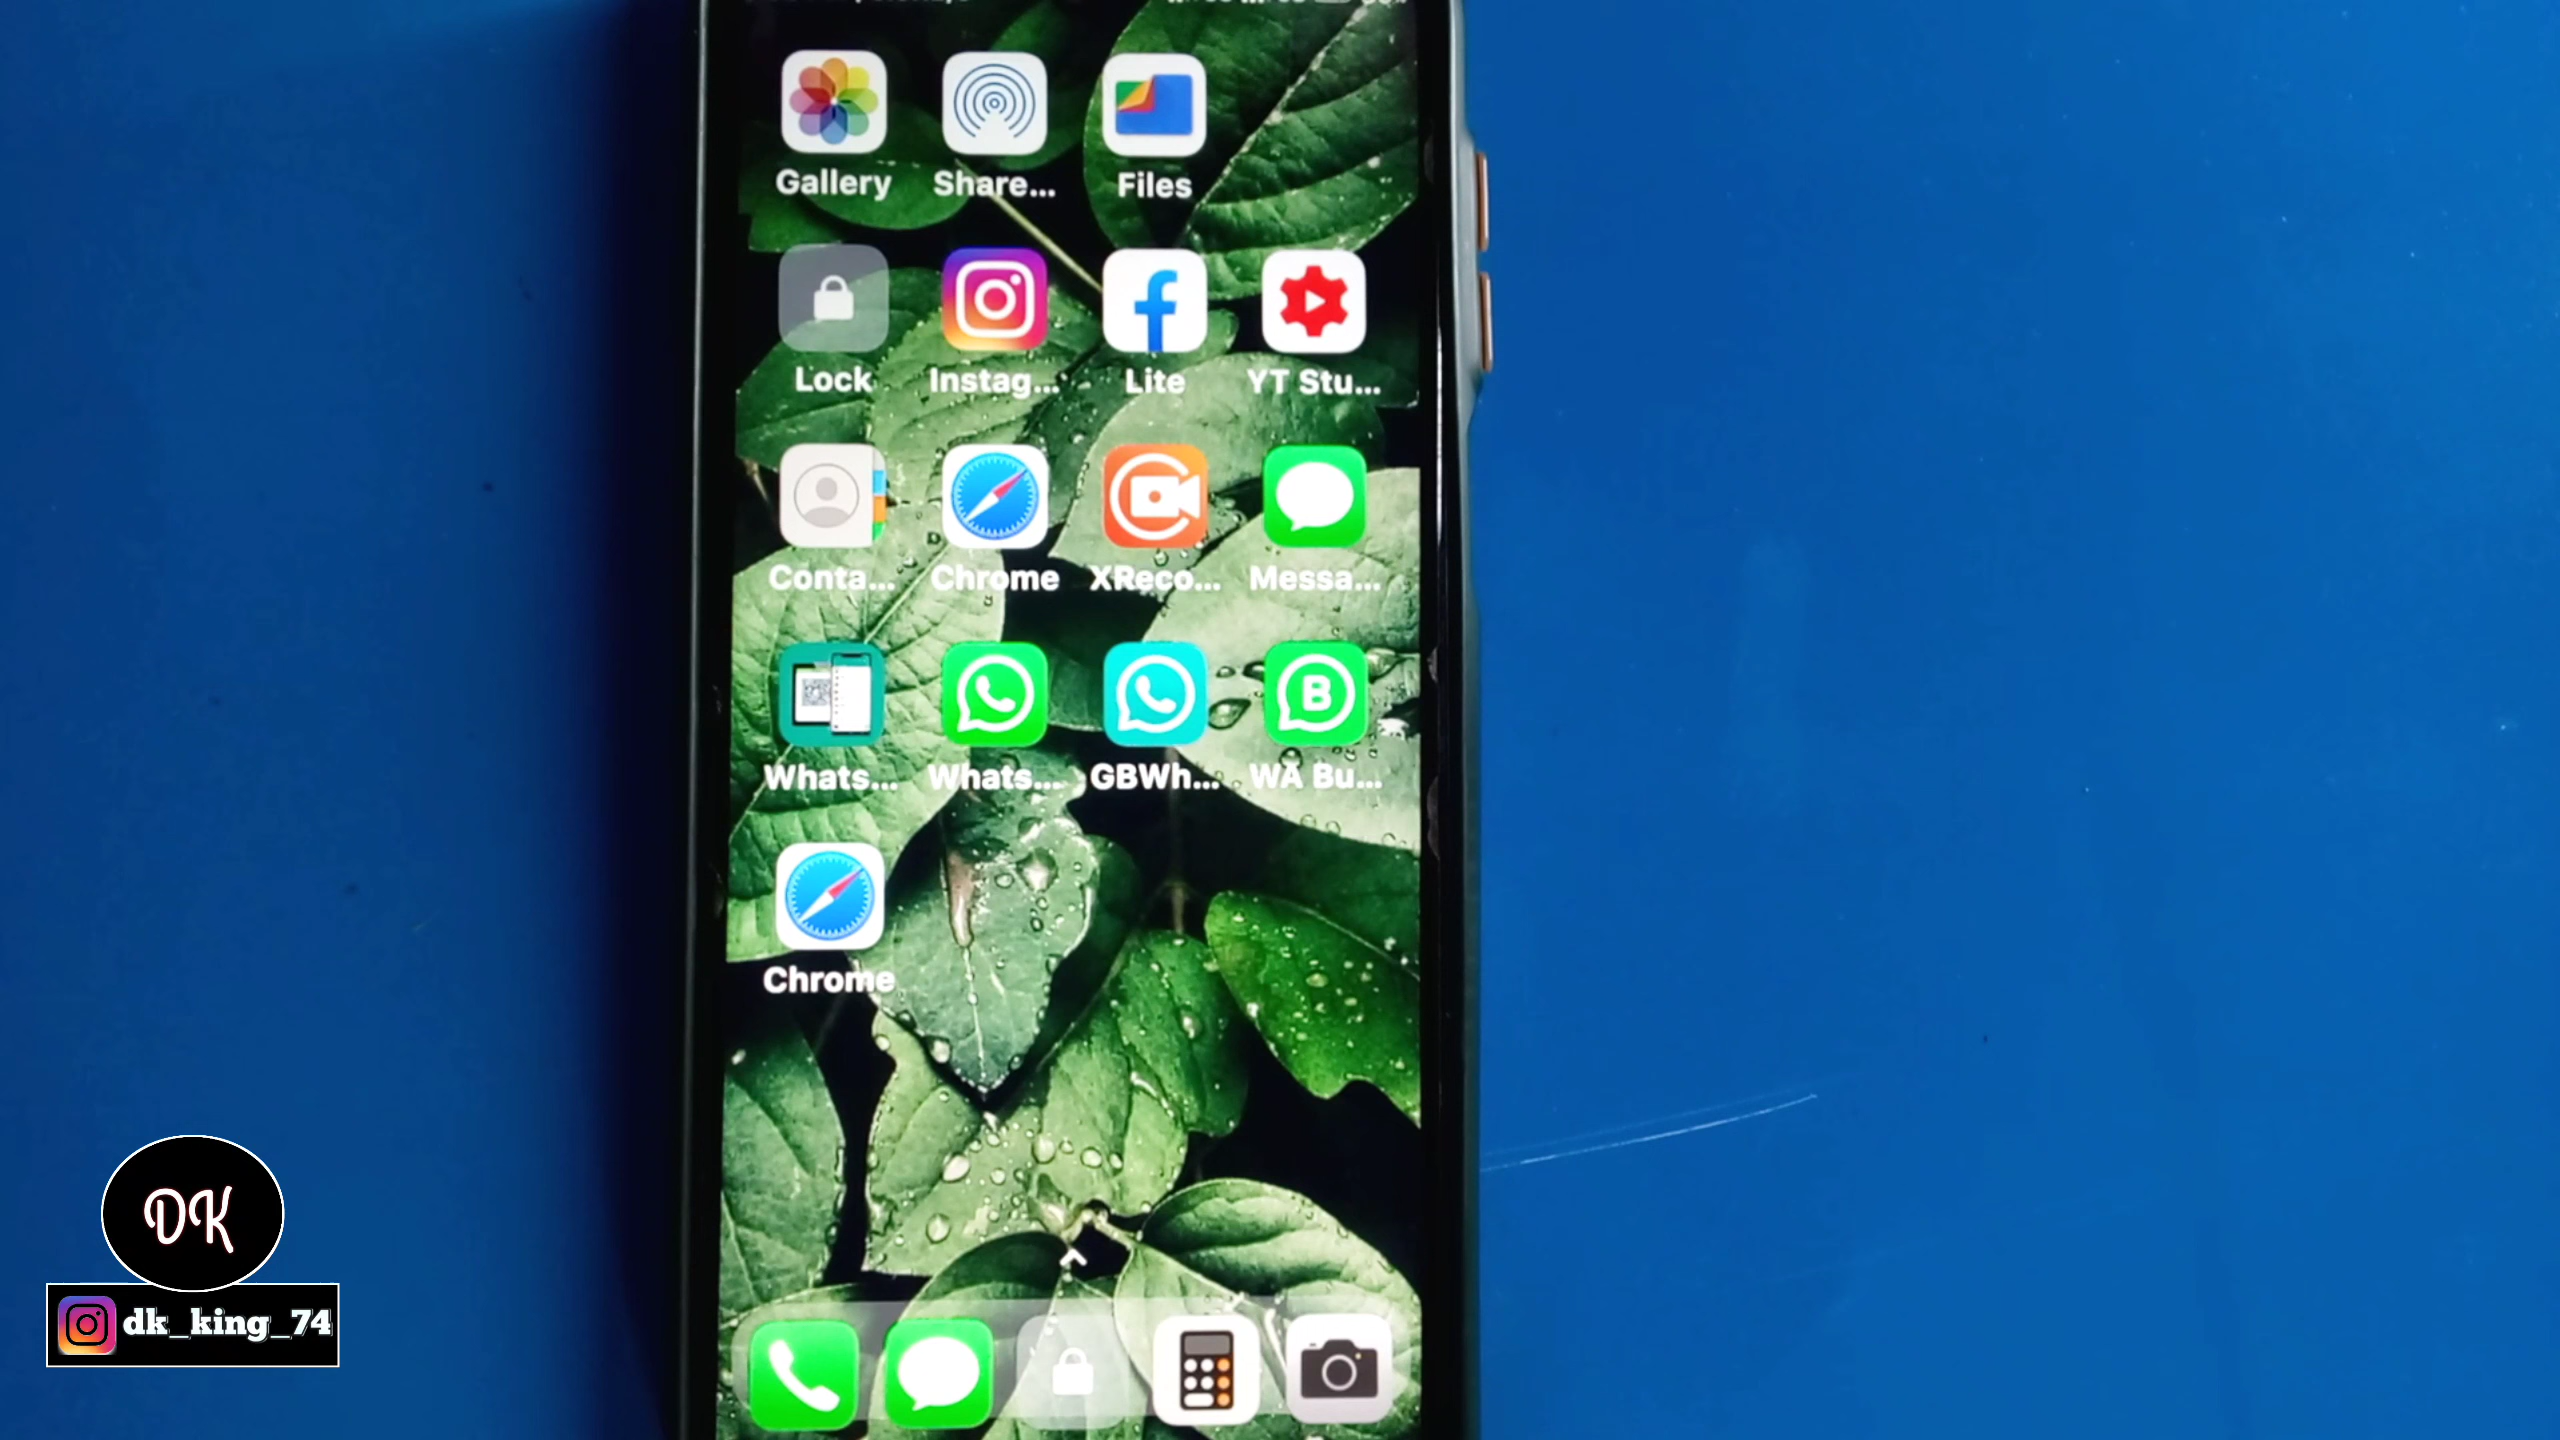 Gallery Share... Files
Lock Instag... Lite YT Stu...
Conta... Chrome XReco... Messa...
B
Whats... Whats... GBWh... WA Bu...
Chrome
DK
dk_king_74